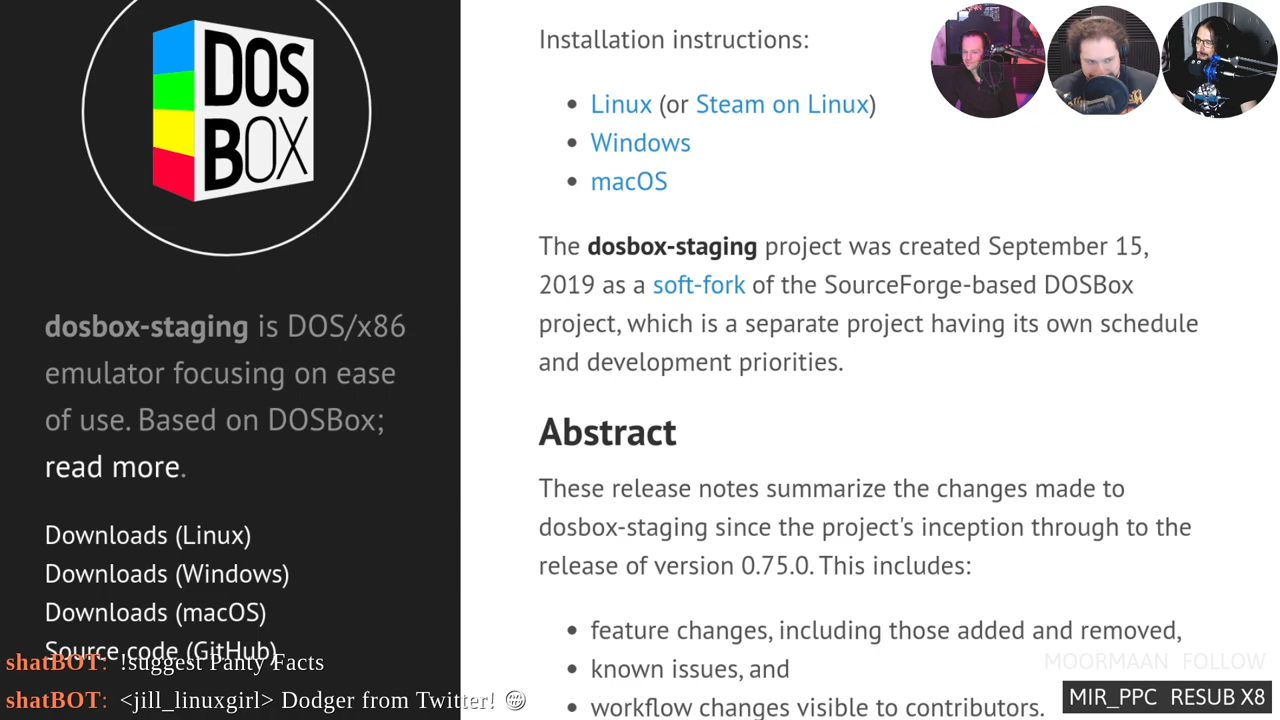 DOS
BOX
dosbox-staging is DOS/x86
emulator focusing on ease
of use. Based on DOSBox;
read more.
Downloads (Linux)
Downloads (Windows)
Downloads (macOS)
Source code (GitHub)
Installation instructions:
• Linux (or Steam on Linux)
• Windows
• macOS
The dosbox-staging project was created September 15,
2019 as a soft-fork of the SourceForge-based DOSBox
project, which is a separate project having its own schedule
and development priorities.
Abstract
These release notes summarize the changes made to
dosbox-staging since the project's inception through to the
release of version 0.75.0. This includes:
• feature changes, including those added and removed,
• known issues, and
• workflow changes visible to contributors.
shatBOT: !suggest Panty Facts
shatBOT: <jill_linuxgirl> Dodger from Twitter! 😁
MOORMAAN FOLLOW
MIR_PPC RESUB X8